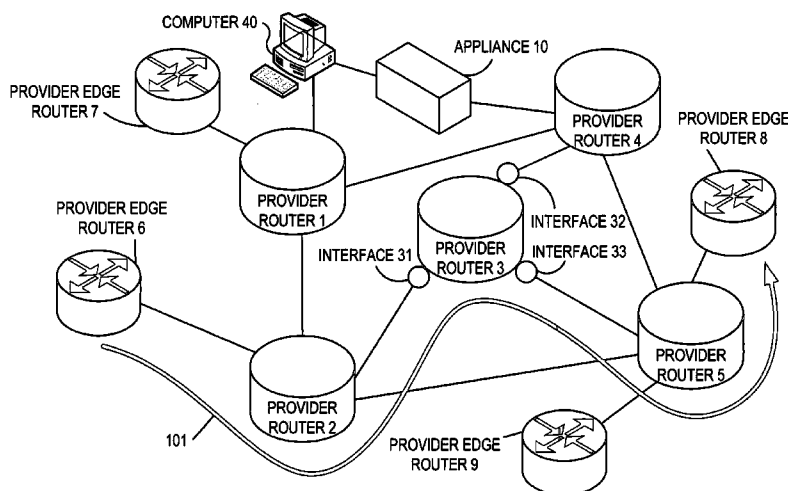 COMPUTER 40
APPLIANCE 10
PROVIDER EDGE
ROUTER 7
PROVIDER
ROUTER 4
PROVIDER EDGE
ROUTER 8
PROVIDER
ROUTER 1
PROVIDER EDGE
ROUTER 6
INTERFACE 32
PROVIDER
ROUTER 3
INTERFACE 31
INTERFACE 33
PROVIDER
ROUTER 5
PROVIDER
ROUTER 2
101
PROVIDER EDGE
ROUTER 9